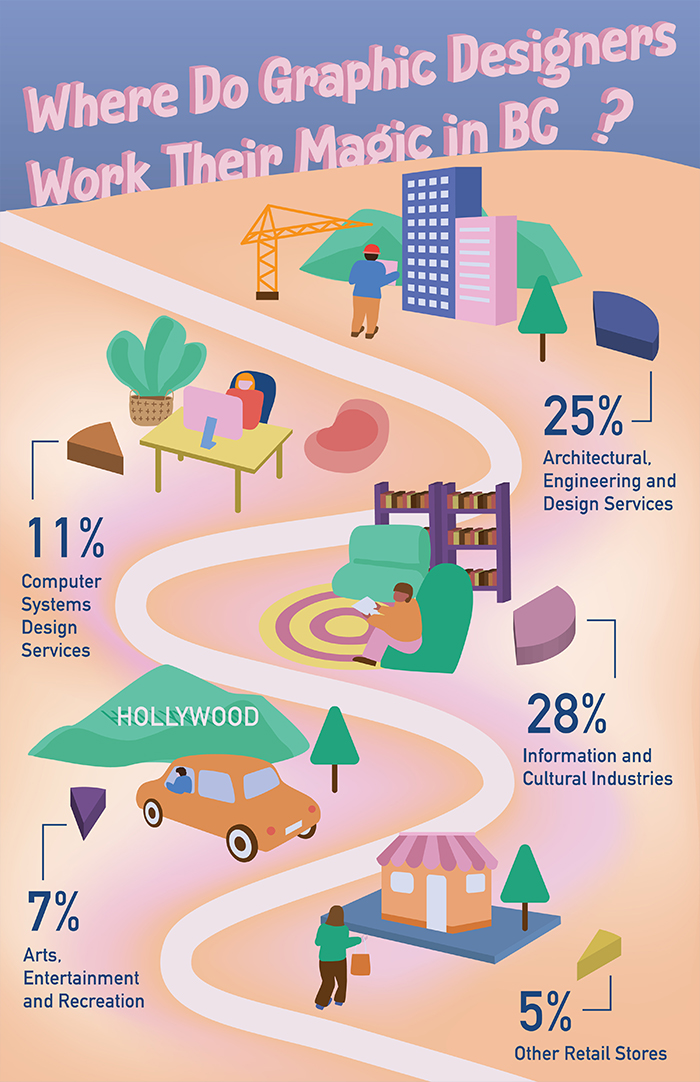 Where Do Graphic Designers
Work Their Magic in BC ?
25%
Architectural,
Engineering and
Design Services
11%
Computer
Systems
Design
Services
28%
Information and
Cultural Industries
HOLLYWOOD
7%
Arts,
Entertainment
and Recreation
5%
Other Retail Stores